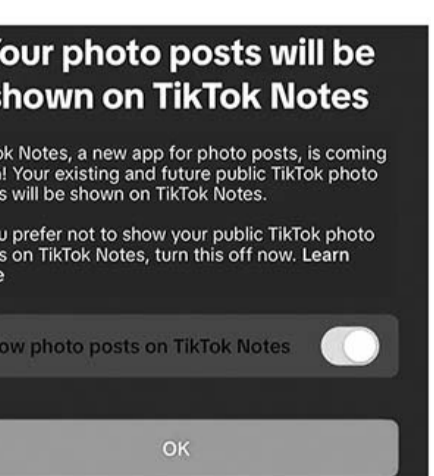 our photo posts will be
hown on TikTok Notes
ok Notes, a new app for photo posts, is coming
! Your existing and future public TikTok photo
s will be shown on TikTok Notes.
u prefer not to show your public TikTok photo
s on TikTok Notes, turn this off now. Learn
e
ow photo posts on TikTok Notes
OK